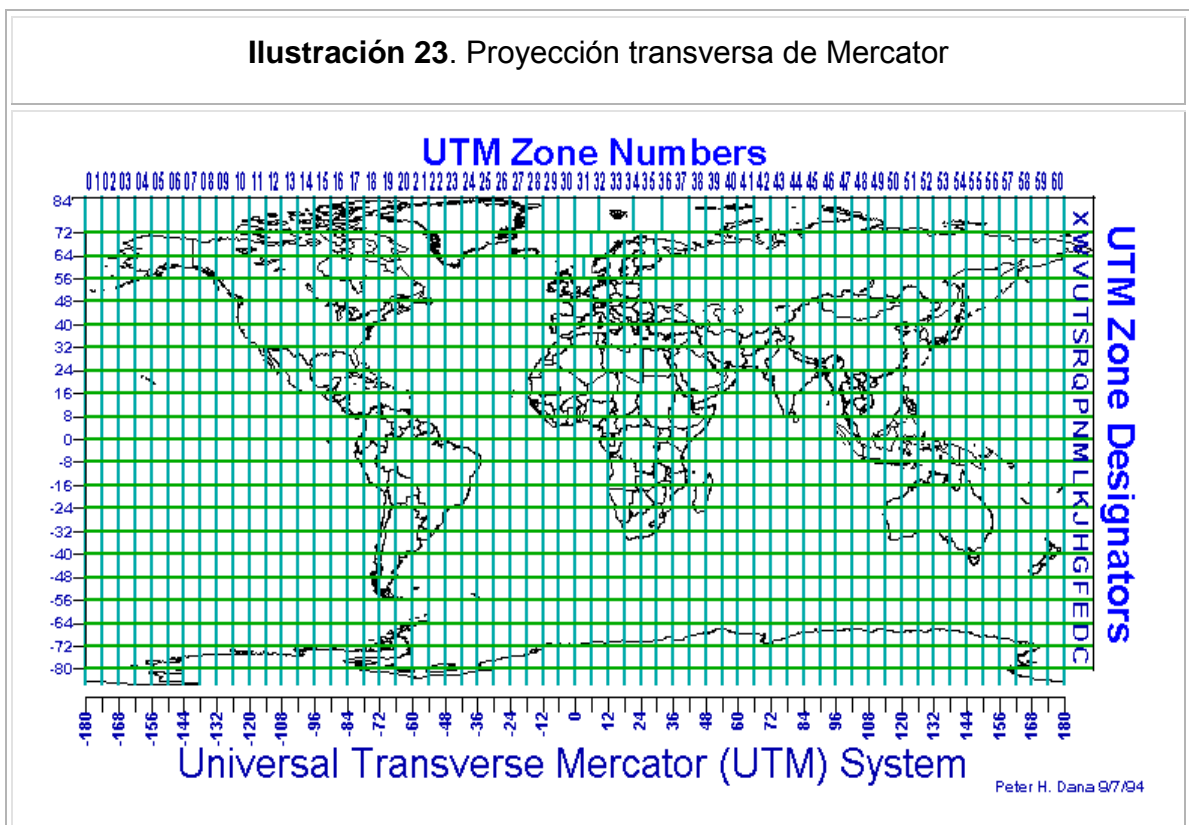 Ilustración 23. Proyección transversa de Mercator
UTM Zone Numbers
01 02 03 04 05 06 07 08 09 10 11 12 13 14 15 16 17 18 19 20 21 22 23 24 25 26 27 28 29 30 31 32 33 34 35 36 37 38 39 40 41 42 43 44 45 46 47 48 49 50 51 52 53 54 55 56 57 58 59 60
84
72
64
56
48
40
32
24
16
8
0
-8
-16
-24
-32
-40
-48
-56
-64
-72
-80
X W V U T S R Q P N M L K J H G F E D C
UTM Zone Designators
-180 -168 -156 -144 -132 -120 -108 -96 -84 -72 -60 -48 -36 -24 -12 0 12 24 36 48 60 72 84 96 108 120 132 144 156 168 180
Universal Transverse Mercator (UTM) System
Peter H. Dana 9/7/94